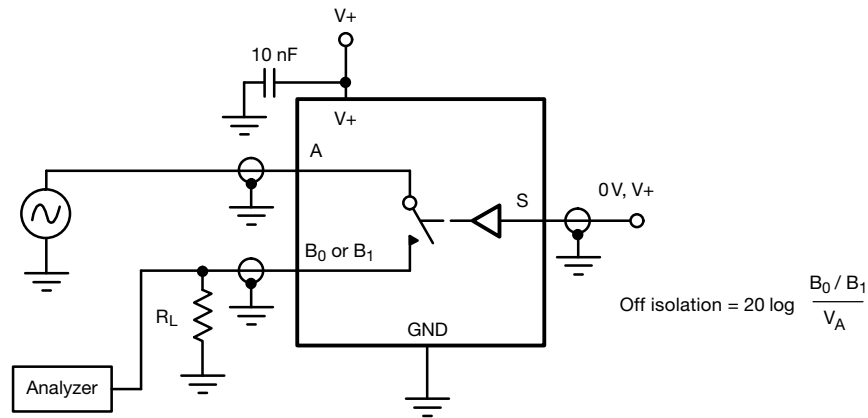 V+
10 nF
V+
A
0 V, V+
S
B0 or B1
B0 / B1
Off isolation = 20 log
VA
RL
GND
Analyzer